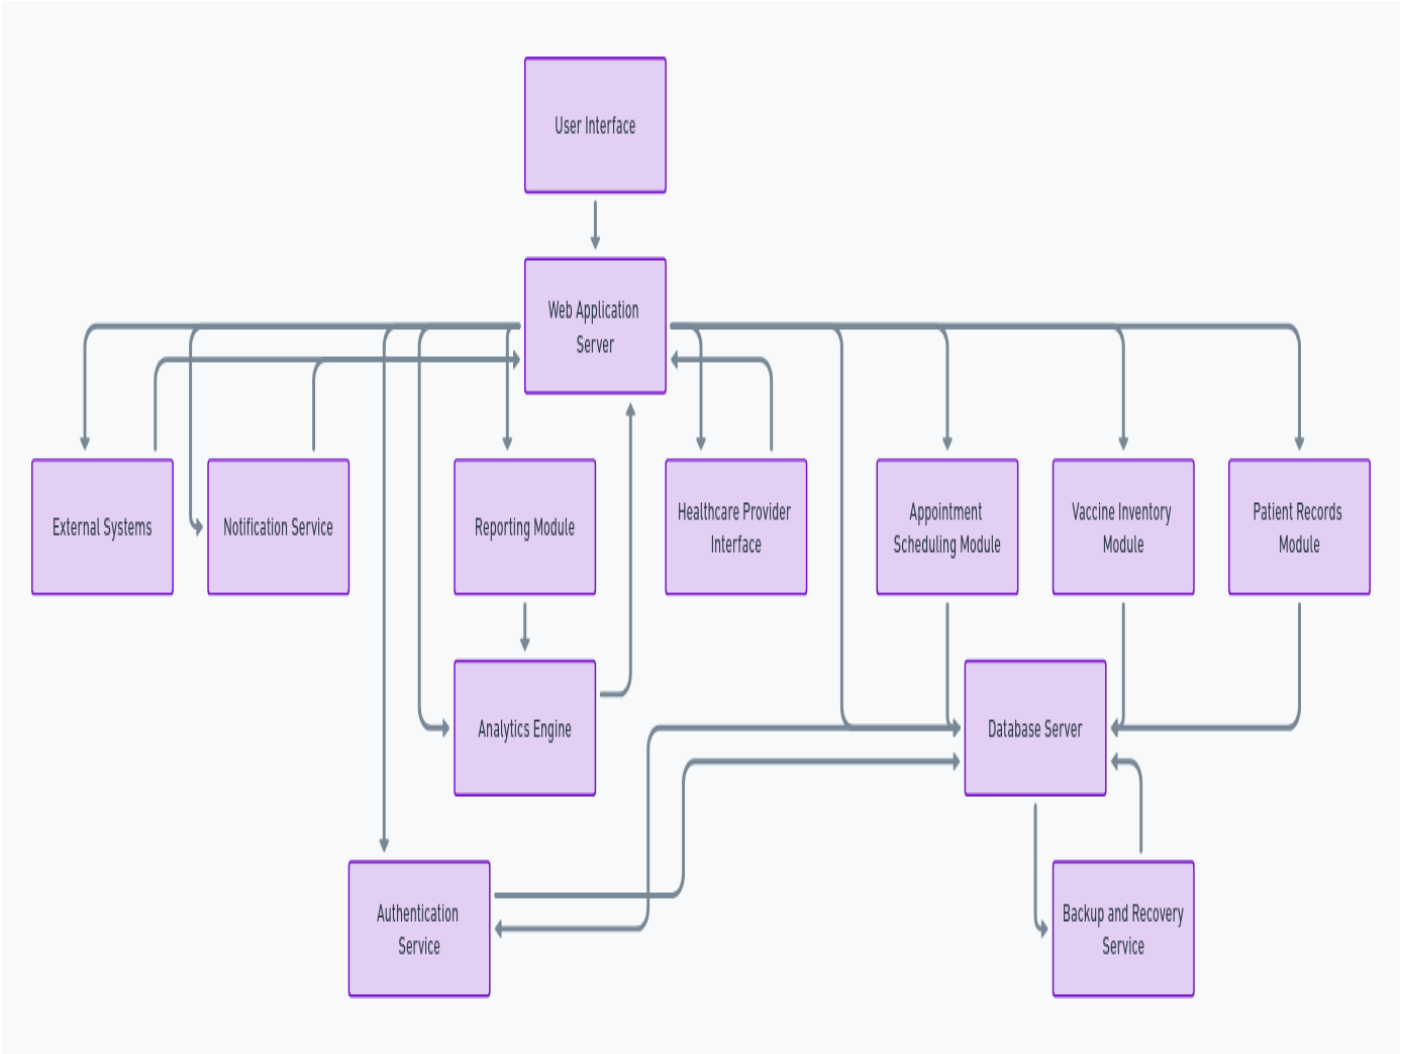 User Interface
Web Application
Server
External Systems
Notification Service
Reporting Module
Healthcare Provider
Interface
Appointment
Scheduling Module
Vaccine Inventory
Module
Patient Records
Module
Analytics Engine
Database Server
Authentication
Service
Backup and Recovery
Service